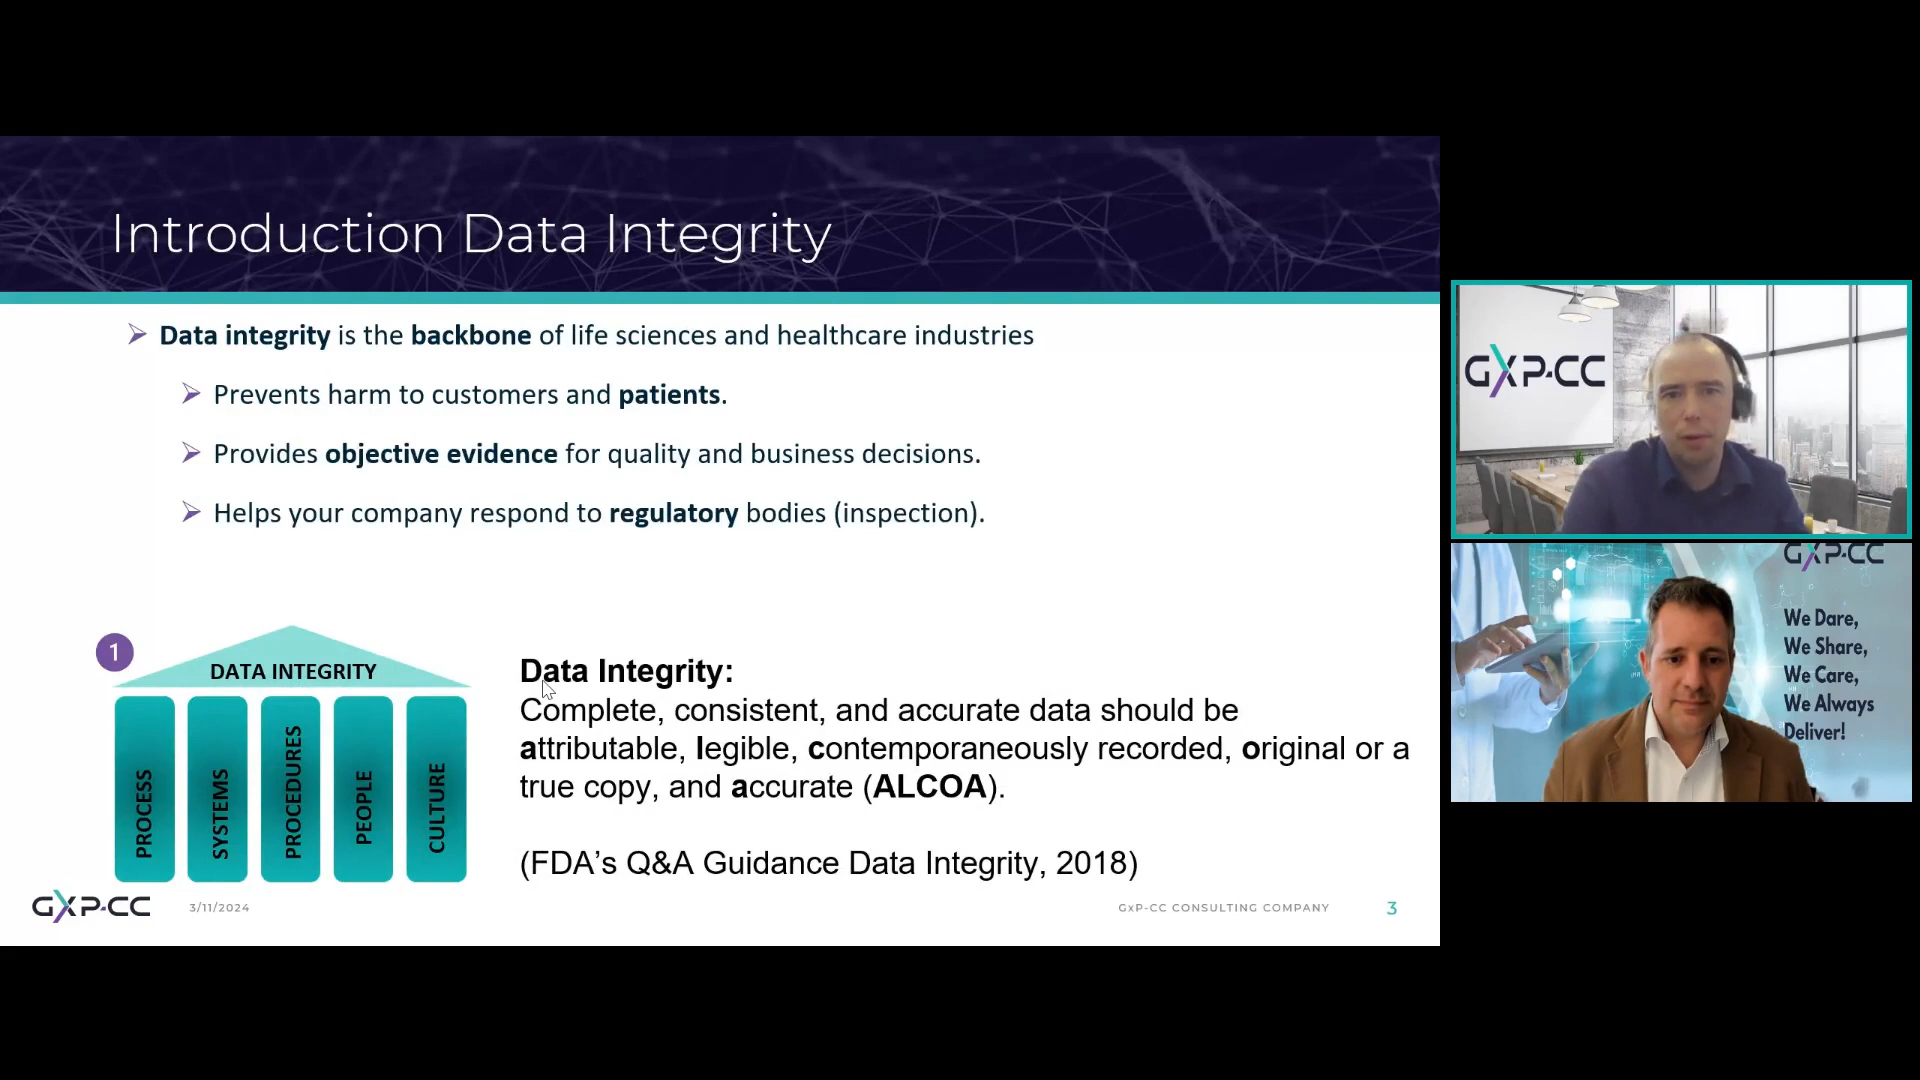 Introduction Data Integrity
Data integrity is the backbone of life sciences and healthcare industries
Prevents harm to customers and patients.
Provides objective evidence for quality and business decisions.
Helps your company respond to regulatory bodies (inspection).
1
DATA INTEGRITY
PROCESS
SYSTEMS
PROCEDURES
PEOPLE
CULTURE
Data Integrity:
Complete, consistent, and accurate data should be
attributable, legible, contemporaneously recorded, original or a
true copy, and accurate (ALCOA).
(FDA’s Q&A Guidance Data Integrity, 2018)
GXP-CC
3/11/2024
GxP-CC CONSULTING COMPANY
3
GXP-CC
GXP-CC
We Dare,
We Share,
We Care,
We Always
Deliver!